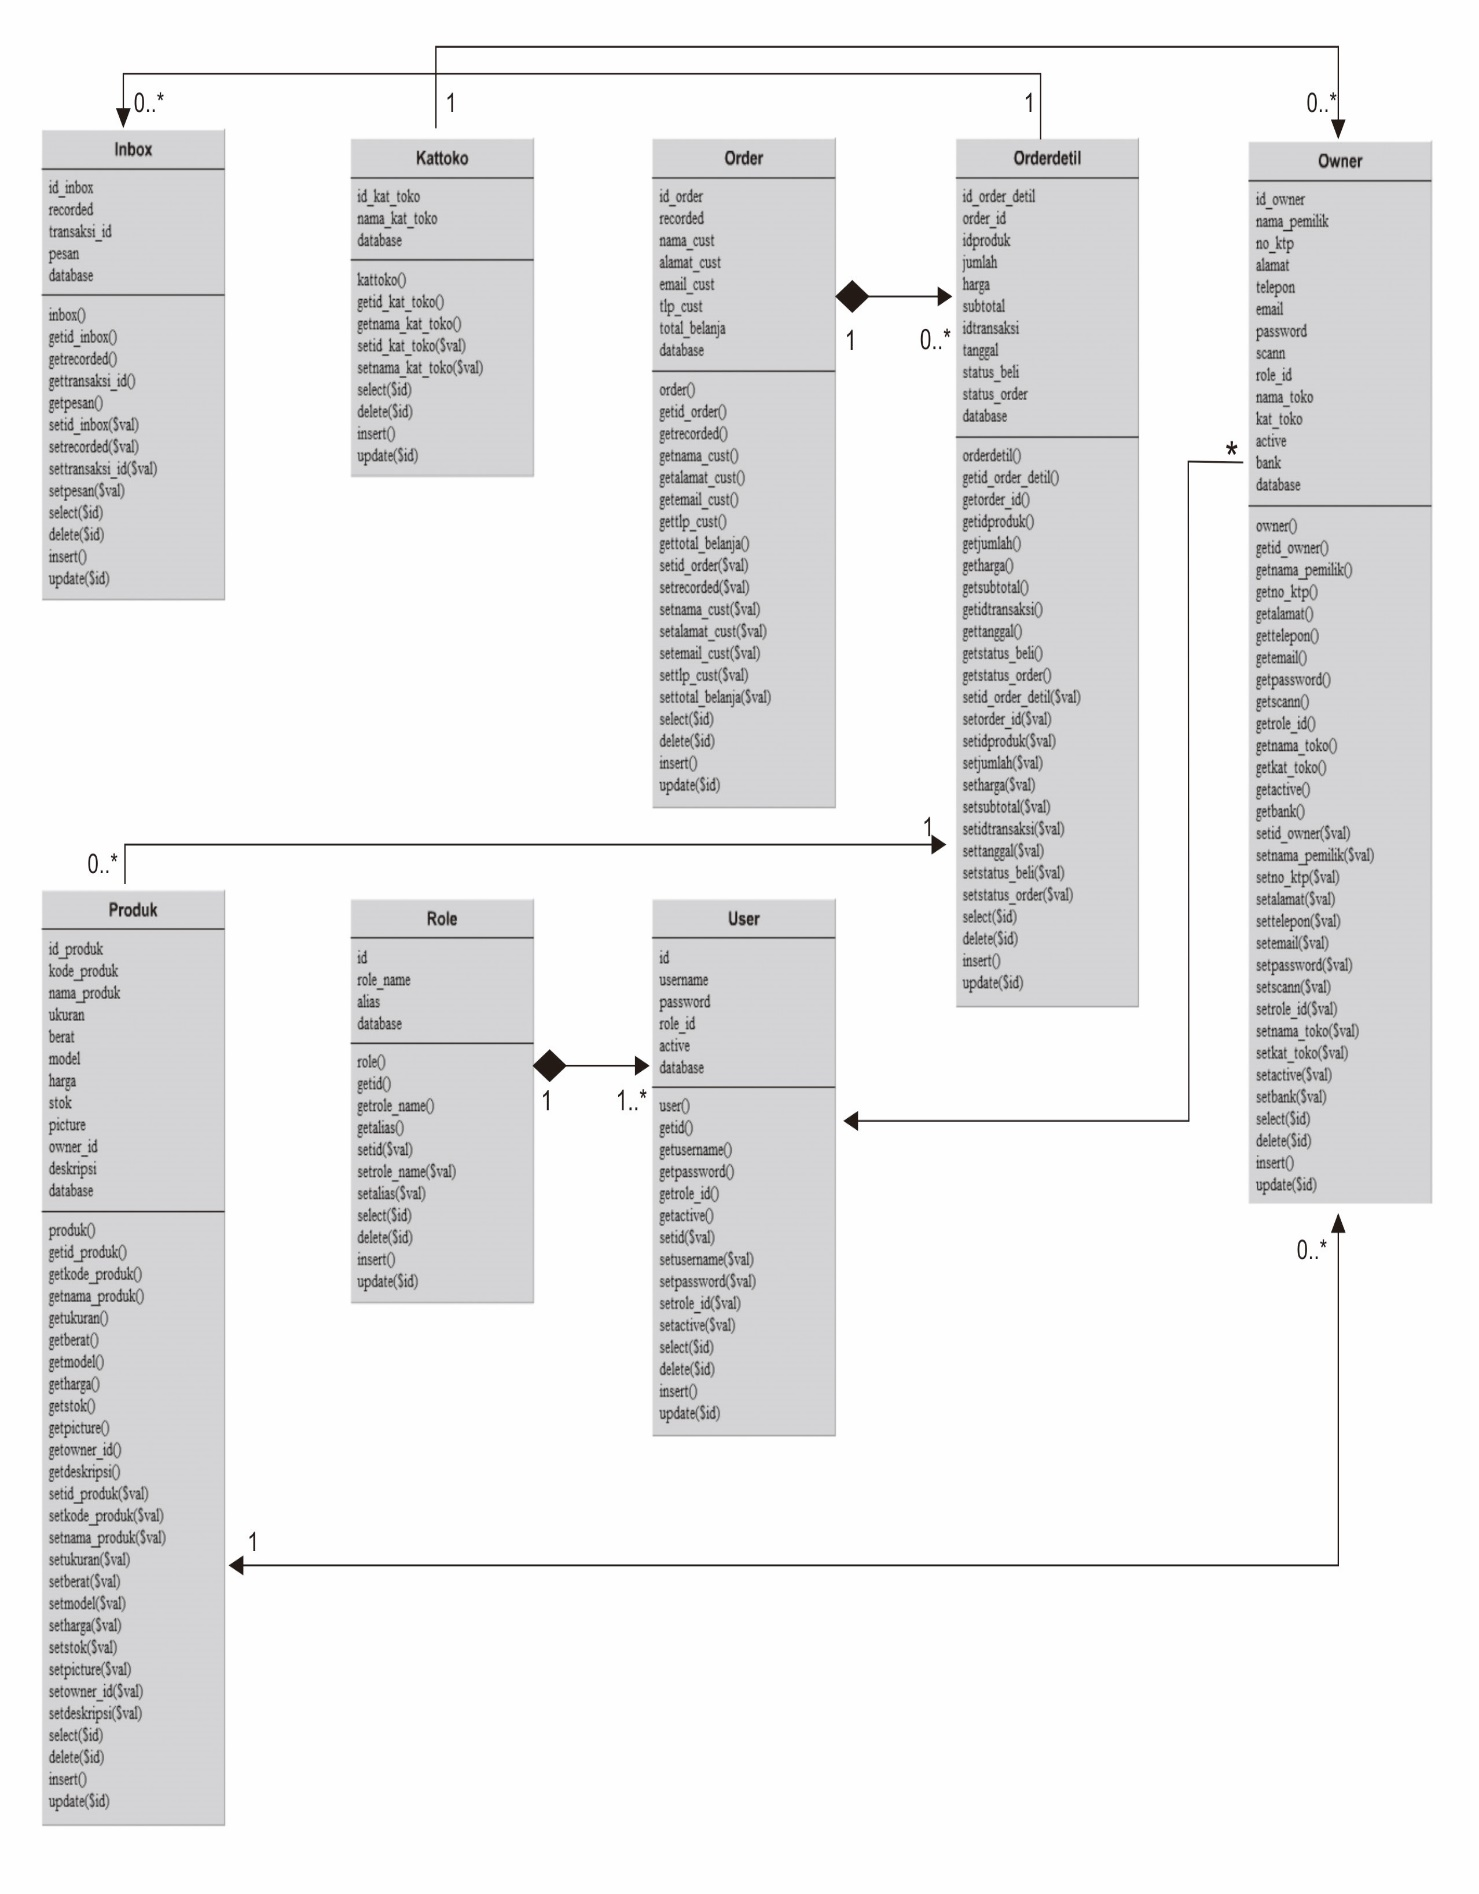 0..*
1
1
0..*
Inbox
id_inbox
recorded
transaksi_id
pesan
database
inbox()
getid_inbox()
getrecorded()
gettransaksi_id()
getpesan()
setid_inbox($val)
setrecorded($val)
settransaksi_id($val)
setpesan($val)
select($id)
delete($id)
insert()
update($id)
Kattoko
id_kat_toko
nama_kat_toko
database
kattoko()
getid_kat_toko()
getnama_kat_toko()
setid_kat_toko($val)
setnama_kat_toko($val)
select($id)
delete($id)
insert()
update($id)
Order
id_order
recorded
nama_cust
alamat_cust
email_cust
tlp_cust
total_belanja
database
order()
getid_order()
getrecorded()
getnama_cust()
getalamat_cust()
getemail_cust()
gettlp_cust()
gettotal_belanja()
setid_order($val)
setrecorded($val)
setnama_cust($val)
setalamat_cust($val)
setemail_cust($val)
settlp_cust($val)
settotal_belanja($val)
select($id)
delete($id)
insert()
update($id)
1
0..*
Orderdetil
id_order_detil
order_id
idproduk
jumlah
harga
subtotal
idtransaksi
tanggal
status_beli
status_order
database
orderdetil()
getid_order_detil()
getorder_id()
getidproduk()
getjumlah()
getharga()
getsubtotal()
getidtransaksi()
gettanggal()
getstatus_beli()
getstatus_order()
setid_order_detil($val)
setorder_id($val)
setidproduk($val)
setjumlah($val)
setharga($val)
setsubtotal($val)
setidtransaksi($val)
settanggal($val)
setstatus_beli($val)
setstatus_order($val)
select($id)
delete($id)
insert()
update($id)
*
Owner
id_owner
nama_pemilik
no_ktp
alamat
telepon
email
password
scann
role_id
nama_toko
kat_toko
active
bank
database
owner()
getid_owner()
getnama_pemilik()
getno_ktp()
getalamat()
gettelepon()
getemail()
getpassword()
getscann()
getrole_id()
getnama_toko()
getkat_toko()
getactive()
getbank()
setid_owner($val)
setnama_pemilik($val)
setno_ktp($val)
setalamat($val)
settelepon($val)
setemail($val)
setpassword($val)
setscann($val)
setrole_id($val)
setnama_toko($val)
setkat_toko($val)
setactive($val)
setbank($val)
select($id)
delete($id)
insert()
update($id)
0..*
1
0..*
Produk
id_produk
kode_produk
nama_produk
ukuran
berat
model
harga
stok
picture
owner_id
deskripsi
database
produk()
getid_produk()
getkode_produk()
getnama_produk()
getukuran()
getberat()
getmodel()
getharga()
getstok()
getpicture()
getowner_id()
getdeskripsi()
setid_produk($val)
setkode_produk($val)
setnama_produk($val)
setukuran($val)
setberat($val)
setmodel($val)
setharga($val)
setstok($val)
setpicture($val)
setowner_id($val)
setdeskripsi($val)
select($id)
delete($id)
insert()
update($id)
1
Role
id
role_name
alias
database
role()
getid()
getrole_name()
getalias()
setid($val)
setrole_name($val)
setalias($val)
select($id)
delete($id)
insert()
update($id)
1
1..*
User
id
username
password
role_id
active
database
user()
getid()
getusername()
getpassword()
getrole_id()
getactive()
setid($val)
setusername($val)
setpassword($val)
setrole_id($val)
setactive($val)
select($id)
delete($id)
insert()
update($id)